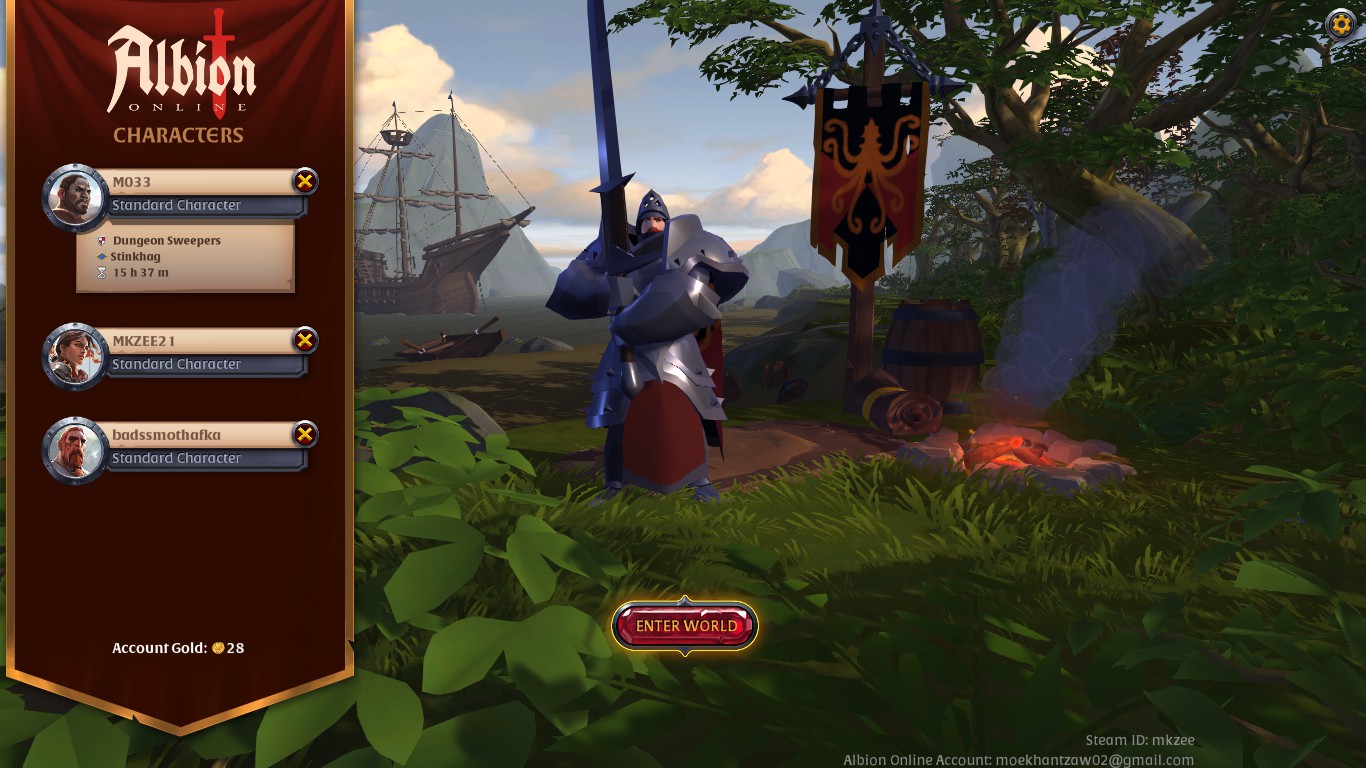 Albion
ONLINE
CHARACTERS
M033
Standard Character
Dungeon Sweepers
Stinkhag
15 h 37 m
MKZEE21
Standard Character
badssmothafka
Standard Character
Account Gold: 28
ENTER WORLD
Steam ID: mkzee
Albion Online Account: moekhantzaw02@gmail.com